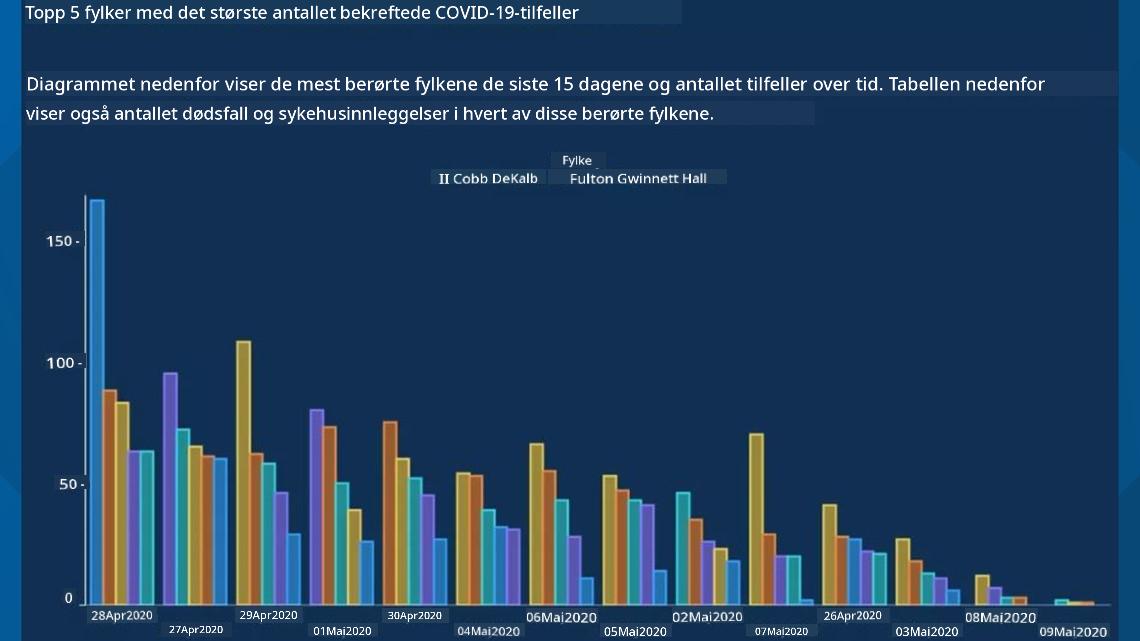 Topp 5 fylker med det største antallet bekreftede COVID-19-tilfeller
Diagrammet nedenfor viser de mest berørte fylkene de siste 15 dagene og antallet tilfeller over tid. Tabellen nedenfor
viser også antallet dødsfall og sykehusinnleggelser i hvert av disse berørte fylkene.
Fylke
II Cobb DeKalb Fulton Gwinnett Hall
150 -
100 -
50 -
0
28Apr2020 29Apr2020 30Apr2020 06Mai2020 02Mai2020 26Apr2020 08Mai2020
27Apr2020 01Mai2020 04Mai2020 05Mai2020 07Mai2020 03Mai2020 09Mai2020